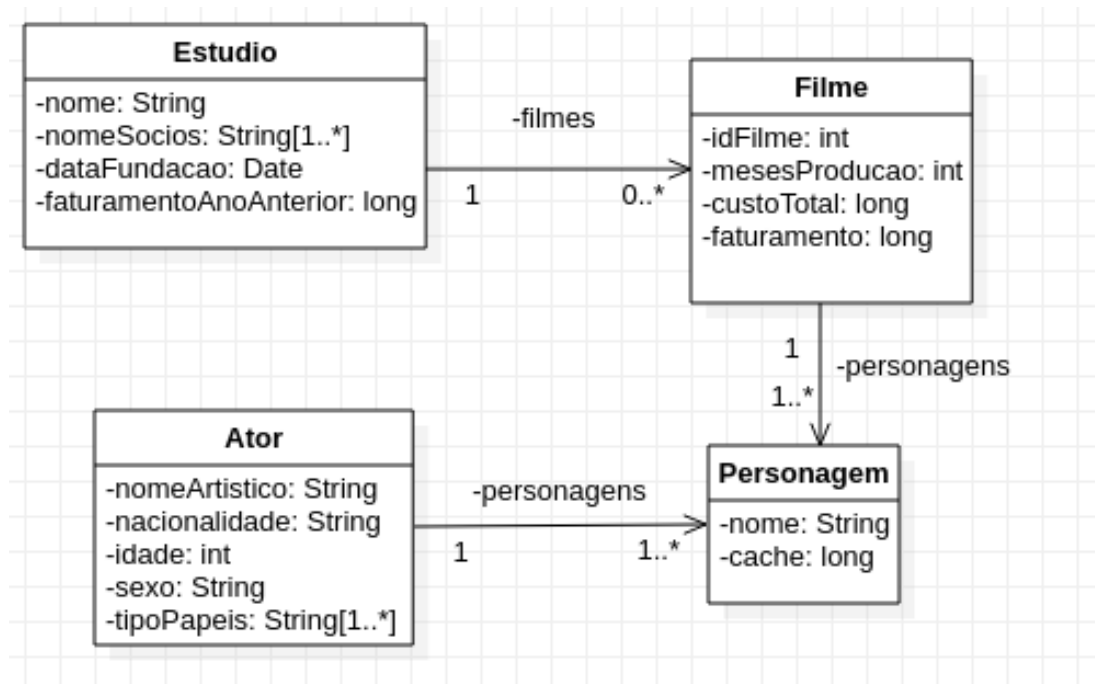 Estudio
-nome: String
-nomeSocios: String[1..*]
-dataFundacao: Date
-faturamentoAnoAnterior: long
-filmes
1
0..*
Filme
-idFilme: int
-mesesProducao: int
-custoTotal: long
-faturamento: long
1
-personagens
1..*
Ator
-nomeArtistico: String
-nacionalidade: String
-idade: int
-sexo: String
-tipoPapeis: String[1..*]
-personagens
1
1..*
Personagem
-nome: String
-cache: long